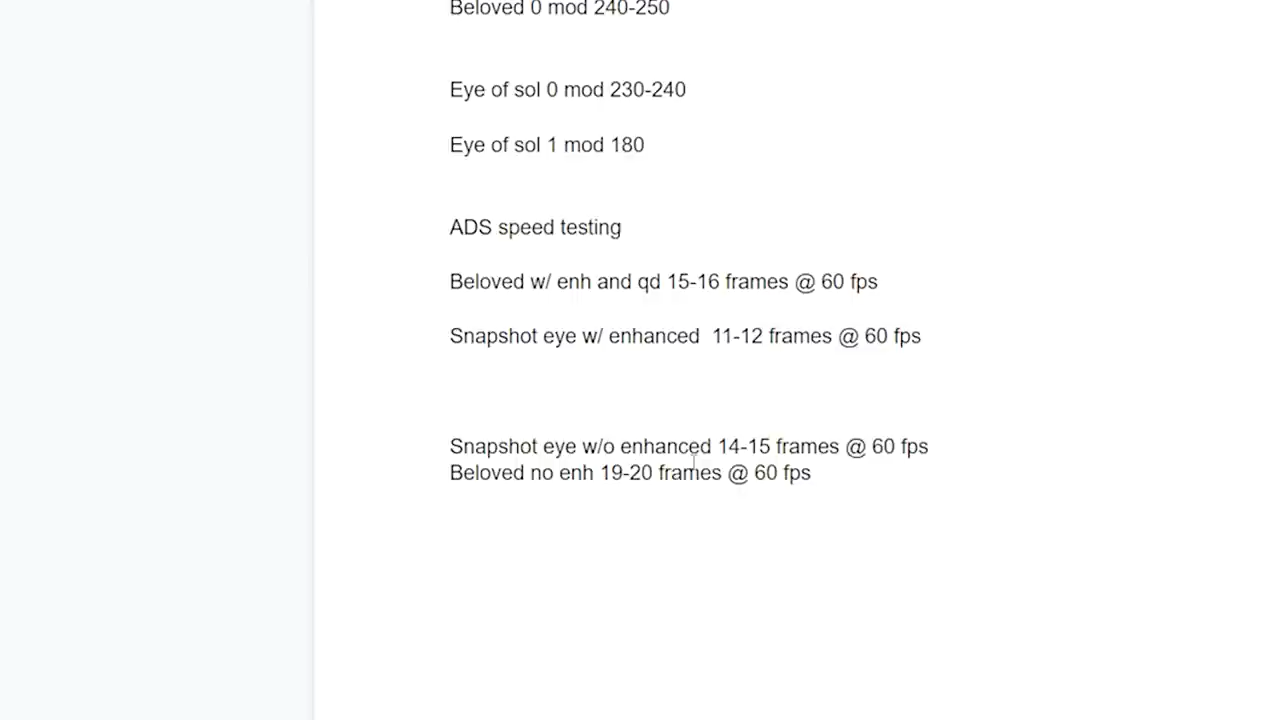 Beloved 0 mod 240-250
Eye of sol 0 mod 230-240
Eye of sol 1 mod 180
ADS speed testing
Beloved w/ enh and qd 15-16 frames @ 60 fps
Snapshot eye w/ enhanced  11-12 frames @ 60 fps
Snapshot eye w/o enhanced 14-15 frames @ 60 fps
Beloved no enh 19-20 frames @ 60 fps